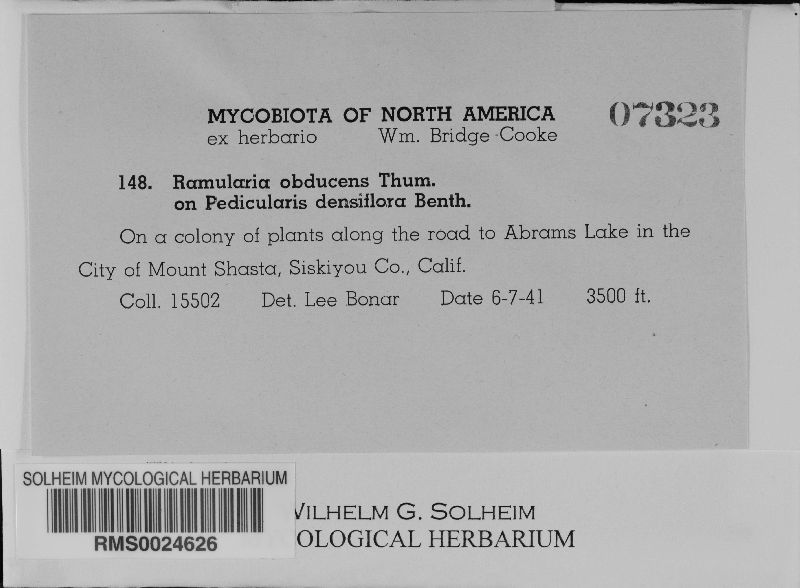 MYCOBIOTA OF NORTH AMERICA 07323
ex herbario Wm. Bridge Cooke
148. Ramularia obducens Thum.
on Pedicularis densiflora Benth.
On a colony of plants along the road to Abrams Lake in the
City of Mount Shasta, Siskiyou Co., Calif.
Coll. 15502 Det. Lee Bonar Date 6-7-41 3500 ft.
SOLHEIM MYCOLOGICAL HERBARIUM
RMS0024626
WILHELM G. SOLHEIM
OLOGICAL HERBARIUM